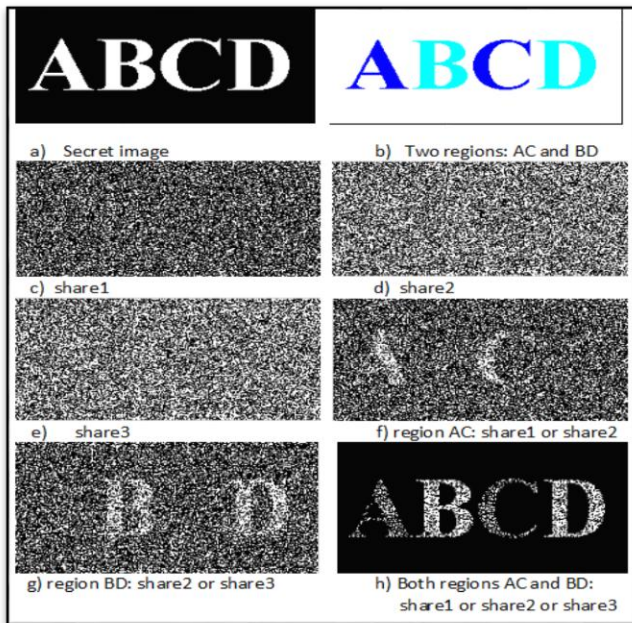 ABCD ABCD
a) Secret image b) Two regions: AC and BD
c) share1 d) share2
A C
e) share3 f) region AC: share1 or share2
B D ABCD
g) region BD: share2 or share3 h) Both regions AC and BD:
share1 or share2 or share3